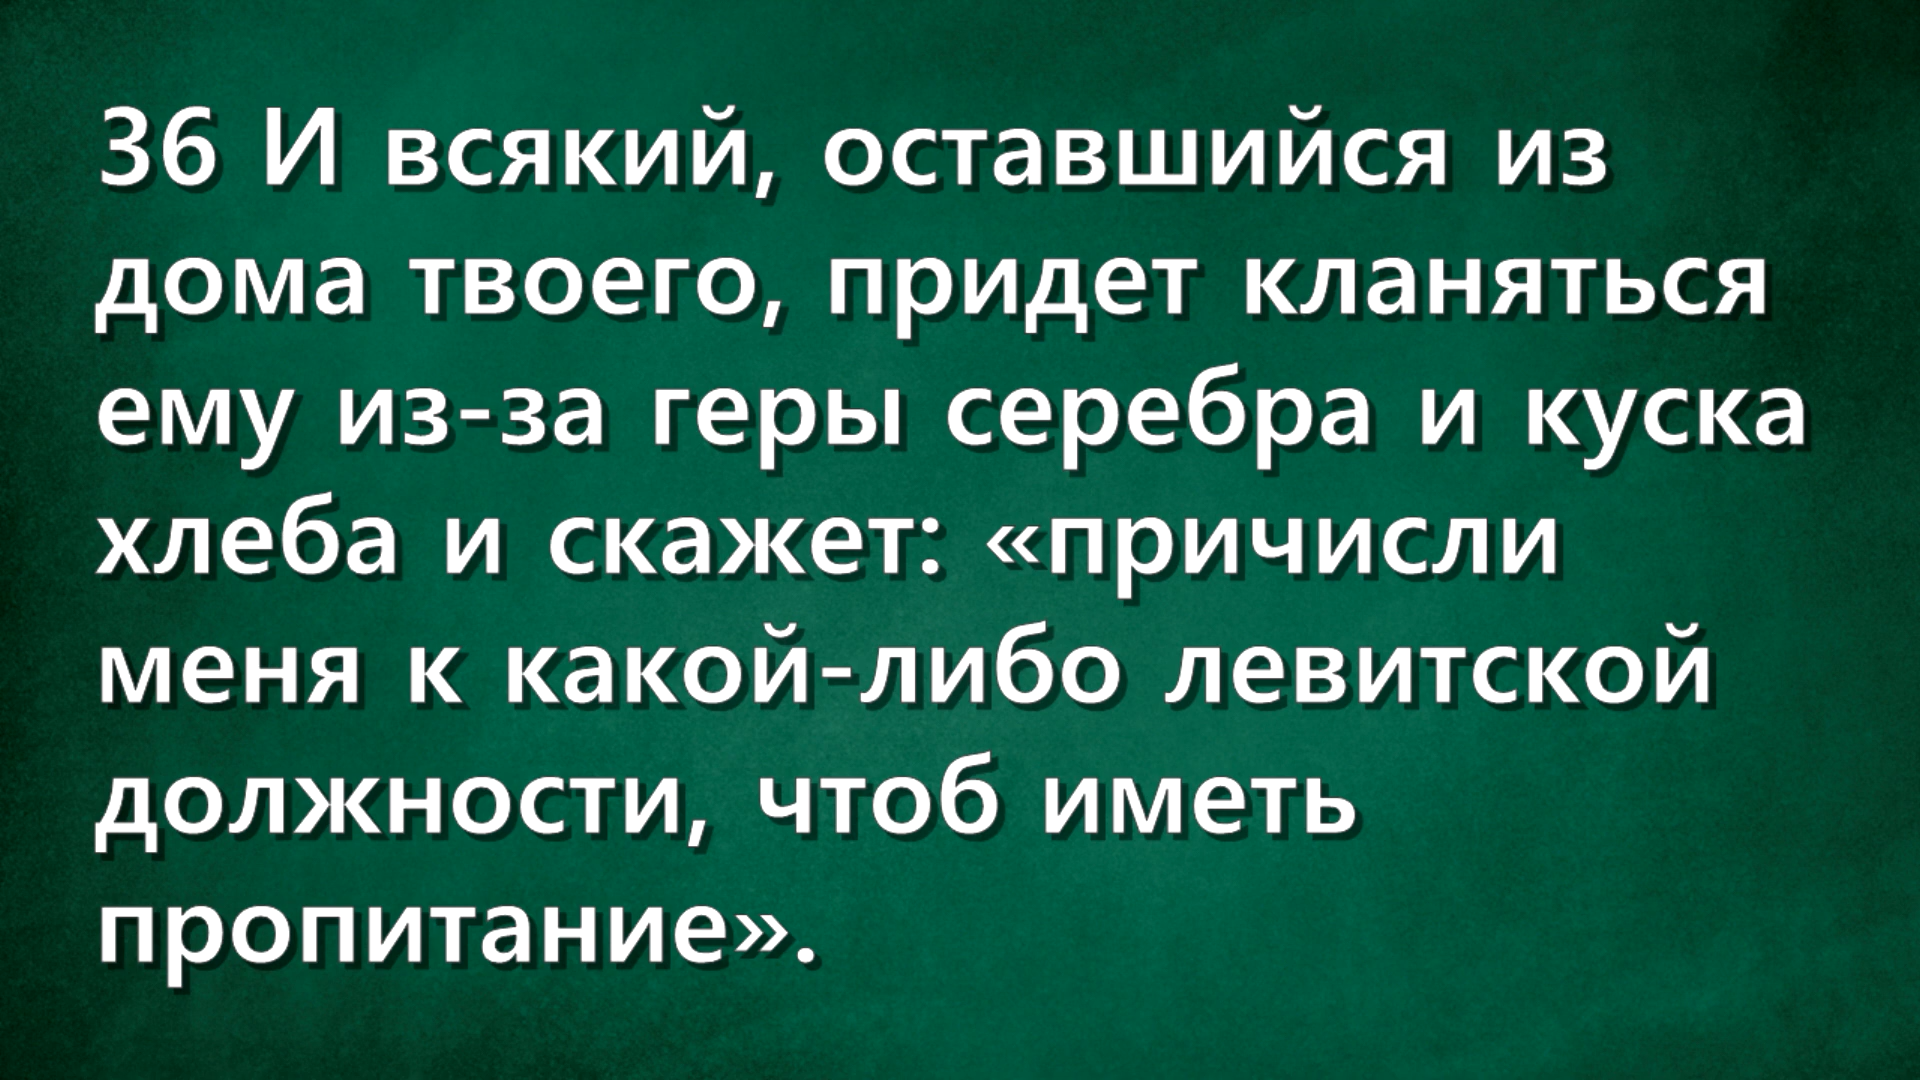 36 И всякий, оставшийся из
дома твоего, придет кланяться
ему из-за геры серебра и куска
хлеба и скажет: «причисли
меня к какой-либо левитской
должности, чтоб иметь
пропитание».